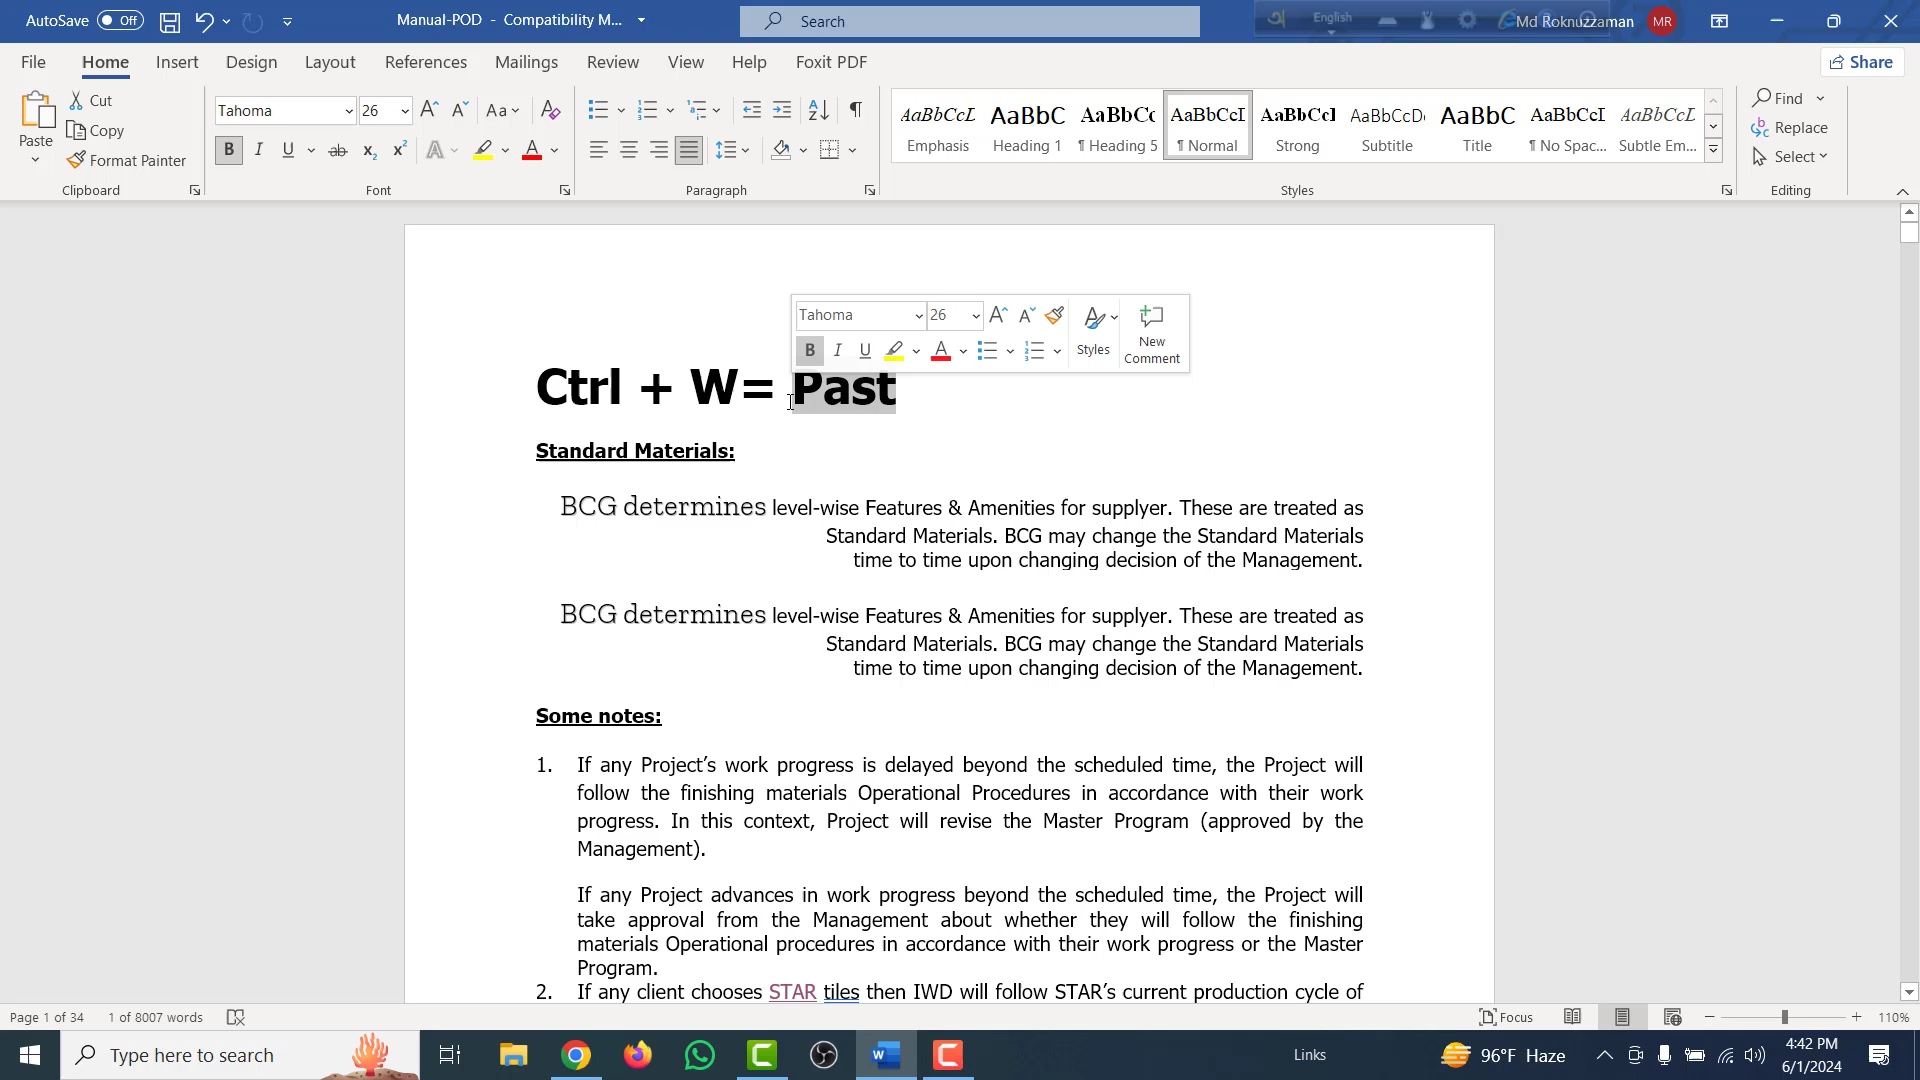 AutoSave Off Manual-POD - Compatibility M... Search English Md Roknuzzaman MR
File Home Insert Design Layout References Mailings Review View Help Foxit PDF Share
Paste Cut Copy Format Painter
Clipboard
Tahoma 26
Font
Paragraph
AaBbCcL AaBbC AaBbCc AaBbCcI AaBbCcI AaBbCcDc AaBbC AaBbCcI AaBbCcL
Emphasis Heading 1 ¶ Heading 5 ¶ Normal Strong Subtitle Title ¶ No Spac... Subtle Em...
Styles
Find
Replace
Select
Editing
Tahoma 26
B I U Styles New Comment
Ctrl + W= Past
Standard Materials:
BCG determines level-wise Features & Amenities for supplyer. These are treated as
Standard Materials. BCG may change the Standard Materials
time to time upon changing decision of the Management.
BCG determines level-wise Features & Amenities for supplyer. These are treated as
Standard Materials. BCG may change the Standard Materials
time to time upon changing decision of the Management.
Some notes:
1. If any Project’s work progress is delayed beyond the scheduled time, the Project will
follow the finishing materials Operational Procedures in accordance with their work
progress. In this context, Project will revise the Master Program (approved by the
Management).
If any Project advances in work progress beyond the scheduled time, the Project will
take approval from the Management about whether they will follow the finishing
materials Operational procedures in accordance with their work progress or the Master
Program.
2. If any client chooses STAR tiles then IWD will follow STAR’s current production cycle of
Page 1 of 34 1 of 8007 words Focus 110%
Type here to search Links 96°F Haze 4:42 PM
6/1/2024